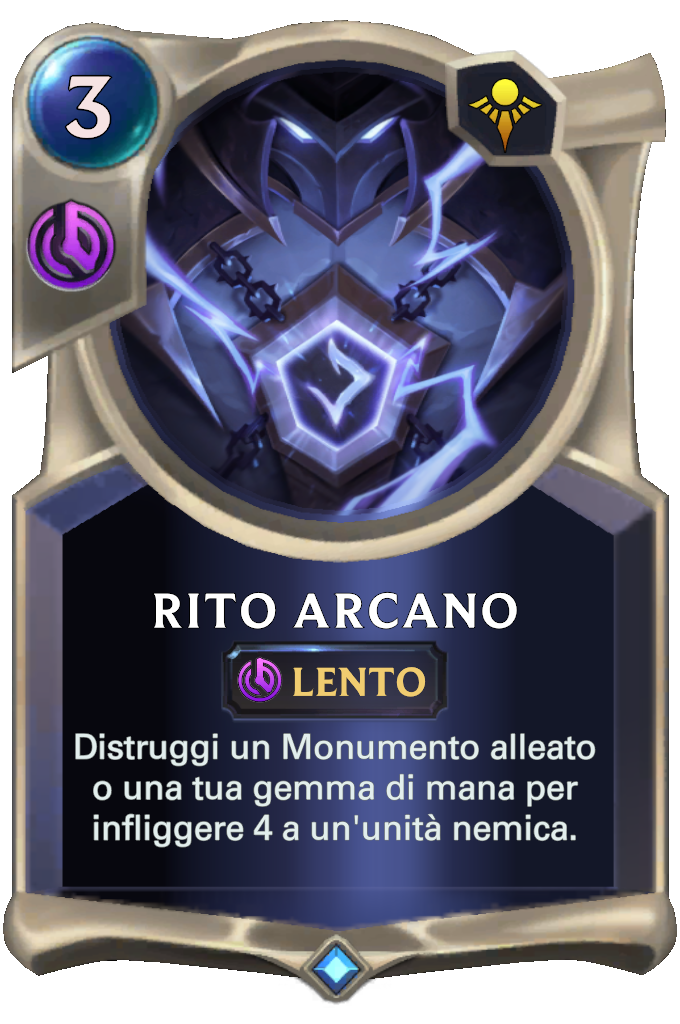 3
RITO ARCANO
LENTO
Distruggi un Monumento alleato
o una tua gemma di mana per
infliggere 4 a un'unità nemica.